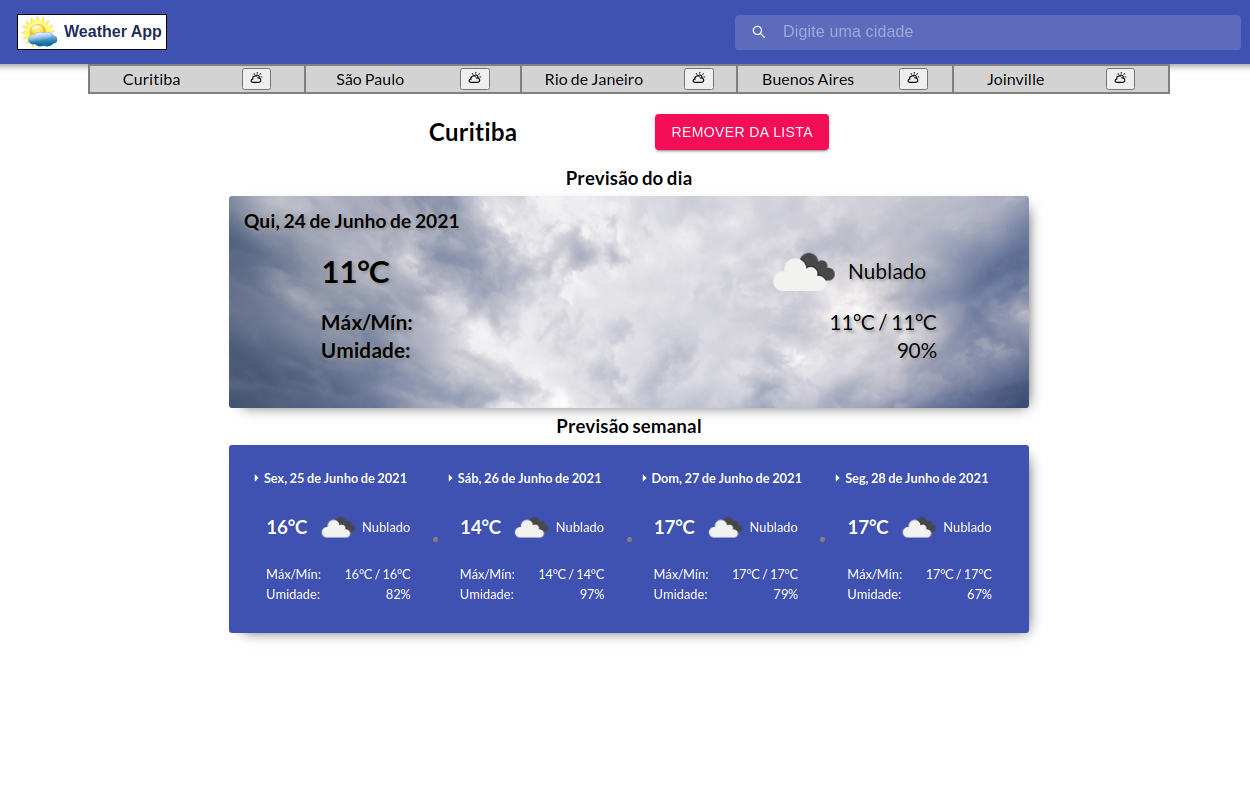 Weather App
Digite uma cidade
Curitiba São Paulo Rio de Janeiro Buenos Aires Joinville
Curitiba REMOVER DA LISTA
Previsão do dia
Qui, 24 de Junho de 2021
11ºC Nublado
Máx/Mín: 11ºC / 11ºC
Umidade: 90%
Previsão semanal
Sex, 25 de Junho de 2021 Sáb, 26 de Junho de 2021 Dom, 27 de Junho de 2021 Seg, 28 de Junho de 2021
16ºC Nublado 14ºC Nublado 17ºC Nublado 17ºC Nublado
Máx/Mín: 16ºC / 16ºC Máx/Mín: 14ºC / 14ºC Máx/Mín: 17ºC / 17ºC Máx/Mín: 17ºC / 17ºC
Umidade: 82% Umidade: 97% Umidade: 79% Umidade: 67%